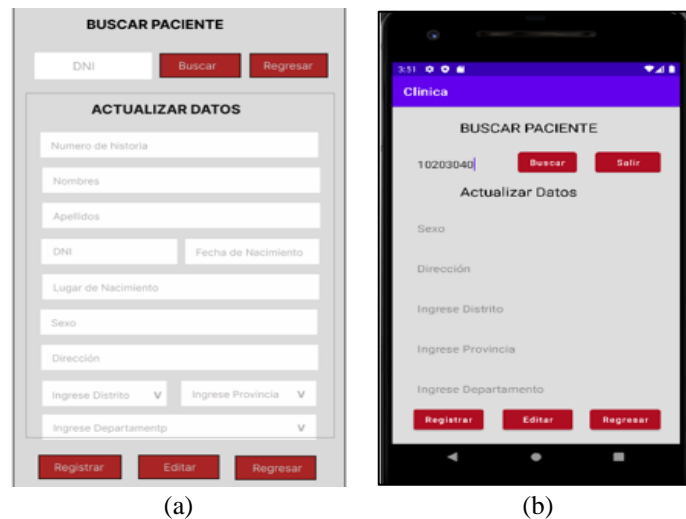 BUSCAR PACIENTE
DNI Buscar Regresar
ACTUALIZAR DATOS
Numero de historia
Nombres
Apellidos
DNI Fecha de Nacimiento
Lugar de Nacimiento
Sexo
Dirección
Ingrese Distrito V Ingrese Provincia V
Ingrese Departamentp V
Registrar Editar Regresar
(a)
3:51
Clinica
BUSCAR PACIENTE
10203040 Buscar Salir
Actualizar Datos
Sexo
Dirección
Ingrese Distrito
Ingrese Provincia
Ingrese Departamento
Registrar Editar Regresar
(b)